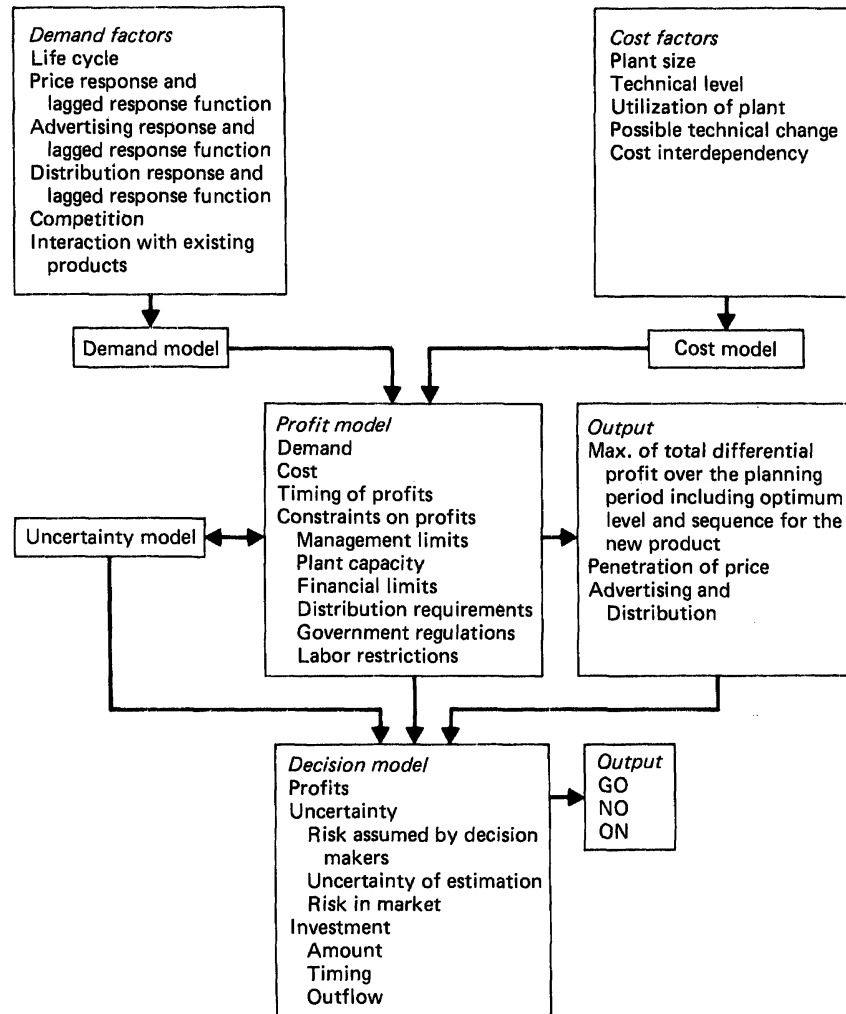 Demand factors
Life cycle
Price response and
lagged response function
Advertising response and
lagged response function
Distribution response and
lagged response function
Competition
Interaction with existing
products
Cost factors
Plant size
Technical level
Utilization of plant
Possible technical change
Cost interdependency
Demand model
Cost model
Profit model
Demand
Cost
Timing of profits
Constraints on profits
Management limits
Plant capacity
Financial limits
Distribution requirements
Government regulations
Labor restrictions
Output
Max. of total differential
profit over the planning
period including optimum
level and sequence for the
new product
Penetration of price
Advertising and
Distribution
Uncertainty model
Decision model
Profits
Uncertainty
Risk assumed by decision
makers
Uncertainty of estimation
Risk in market
Investment
Amount
Timing
Outflow
Output
GO
NO
ON